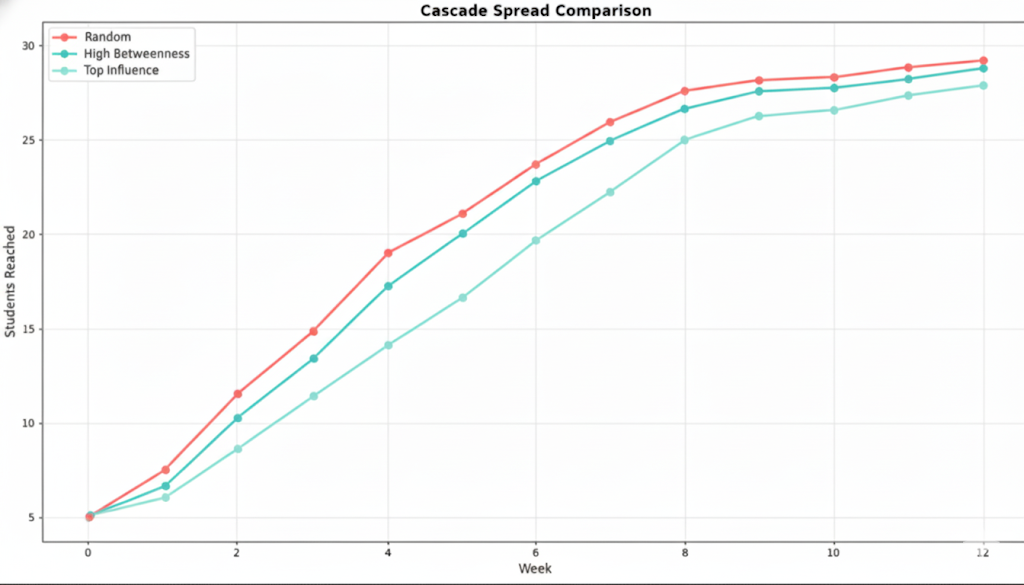 Cascade Spread Comparison
Random
High Betweenness
Top Influence
Students Reached
30
25
20
15
10
5
0 2 4 6 8 10 12
Week